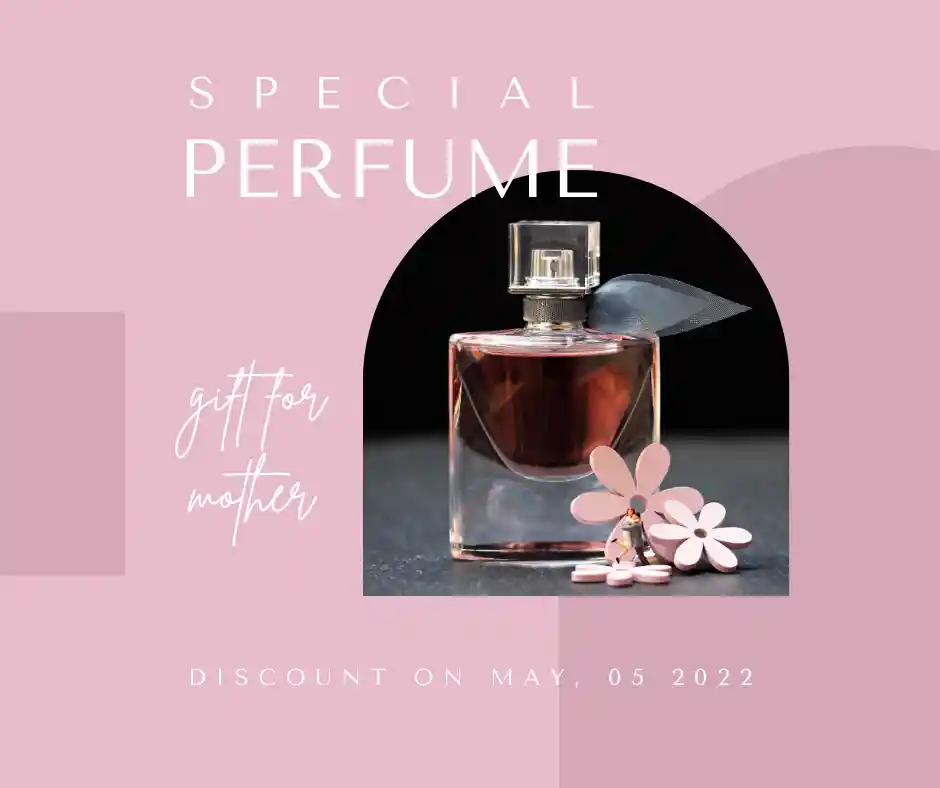 SPECIAL
PERFUME
gift for
mother
DISCOUNT ON MAY, 05 2022